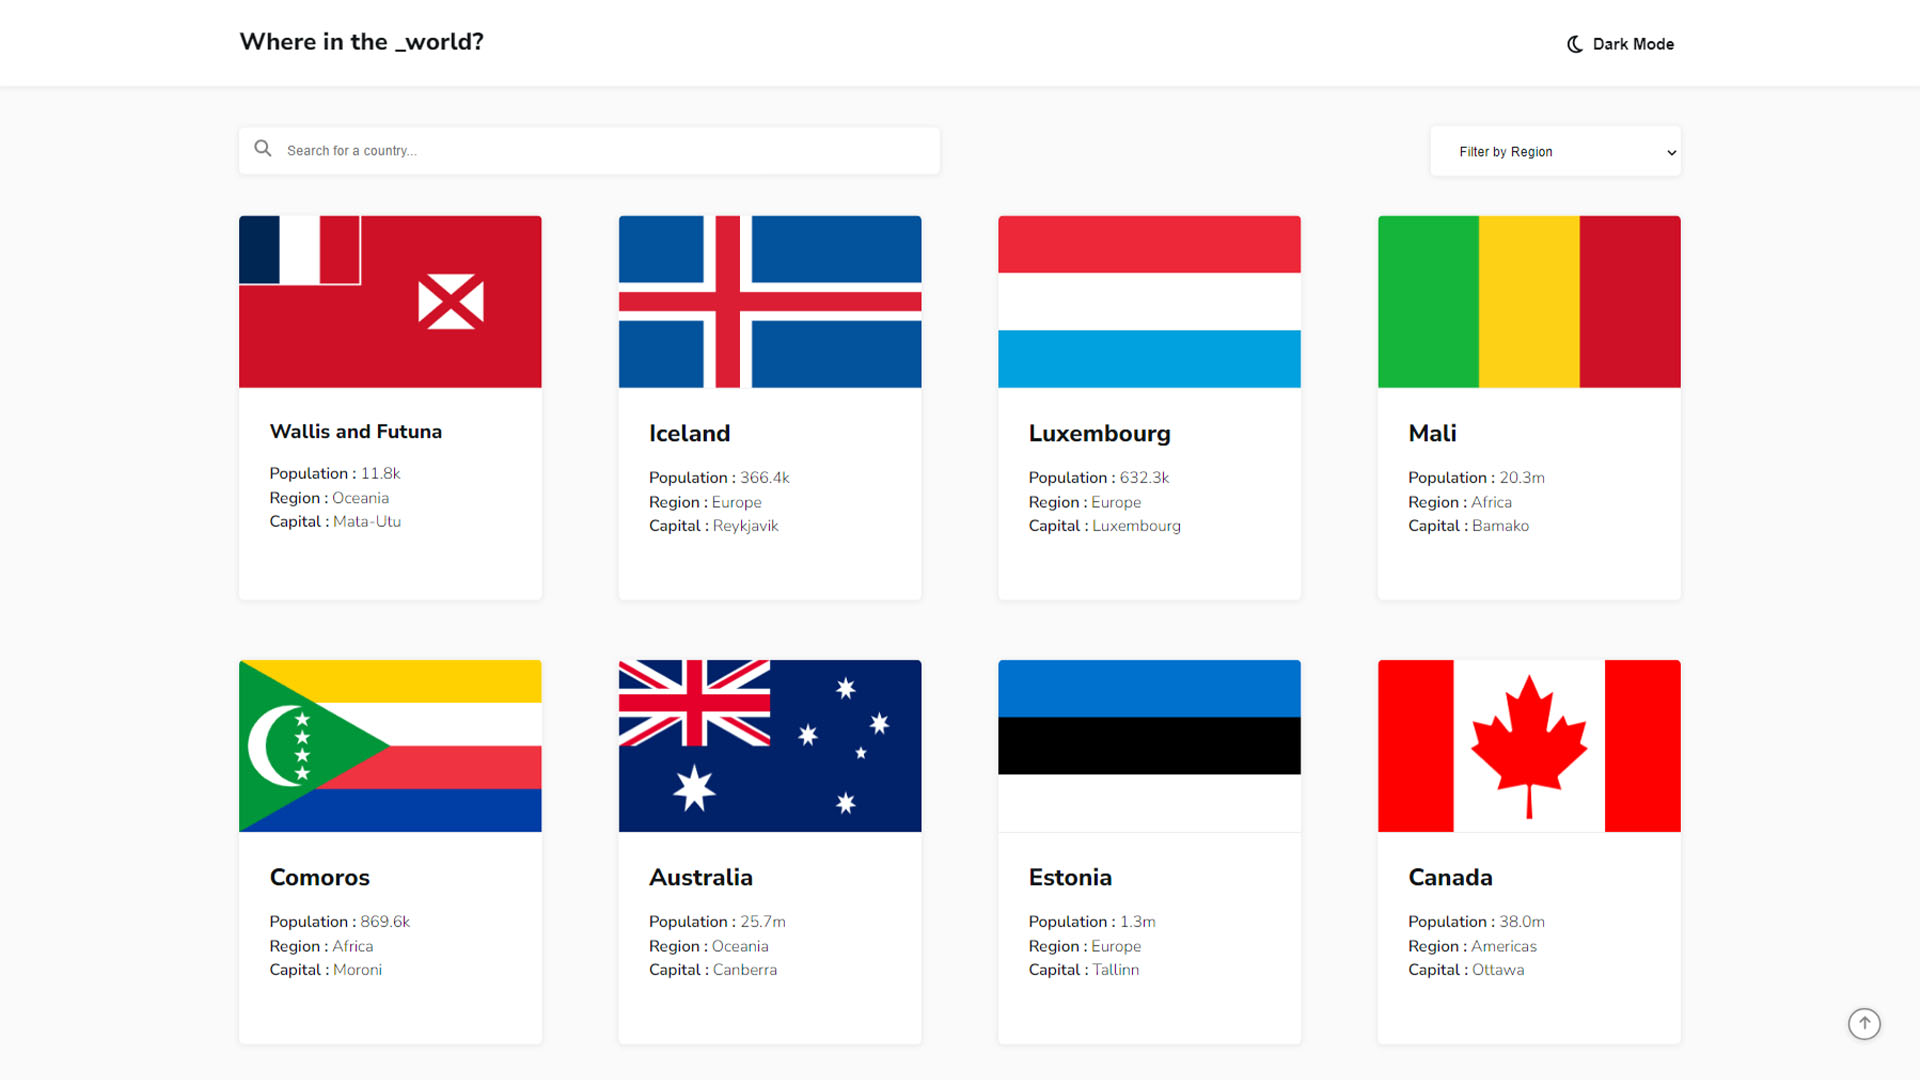 Where in the _world?
Dark Mode
Search for a country...
Filter by Region
Wallis and Futuna
Population : 11.8k
Region : Oceania
Capital : Mata-Utu
Iceland
Population : 366.4k
Region : Europe
Capital : Reykjavik
Luxembourg
Population : 632.3k
Region : Europe
Capital : Luxembourg
Mali
Population : 20.3m
Region : Africa
Capital : Bamako
Comoros
Population : 869.6k
Region : Africa
Capital : Moroni
Australia
Population : 25.7m
Region : Oceania
Capital : Canberra
Estonia
Population : 1.3m
Region : Europe
Capital : Tallinn
Canada
Population : 38.0m
Region : Americas
Capital : Ottawa